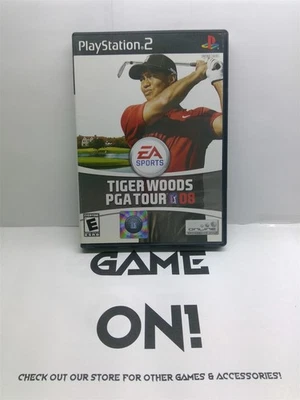 PlayStation®2
EA
SPORTS
TIGER WOODS
PGA TOUR 08
E
GAME
ON!
CHECK OUT OUR STORE FOR OTHER GAMES & ACCESSORIES!